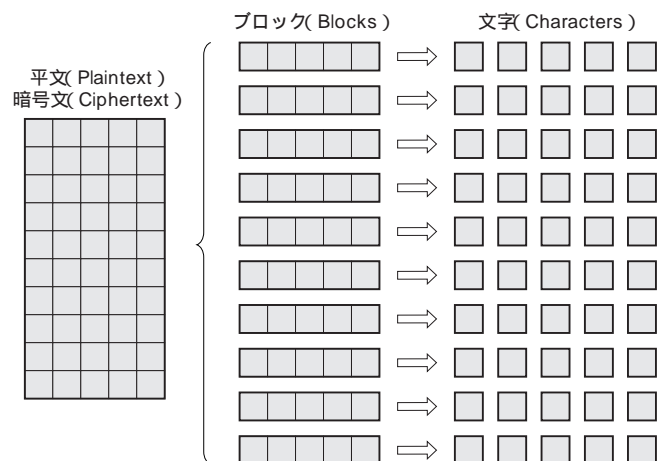 ブロック( Blocks )
文字( Characters )
平文( Plaintext )
暗号文( Ciphertext )